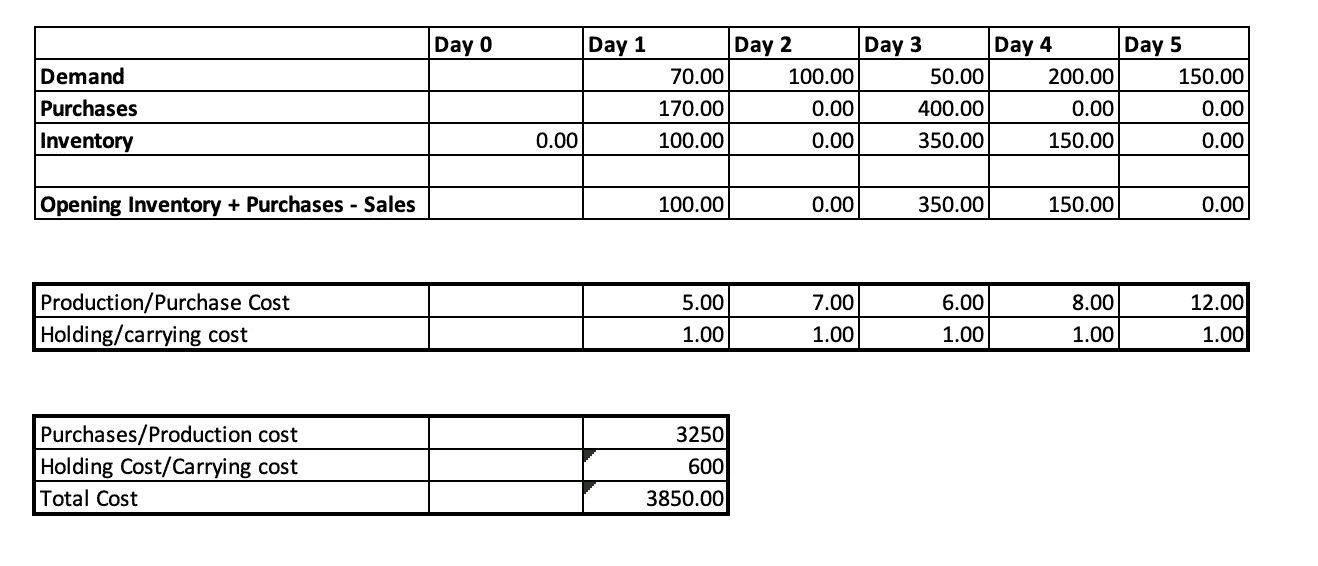 Day 0 Day 1 Day 2 Day 3 Day 4 Day 5
Demand 70.00 100.00 50.00 200.00 150.00
Purchases 170.00 0.00 400.00 0.00 0.00
Inventory 0.00 100.00 0.00 350.00 150.00 0.00
Opening Inventory + Purchases - Sales 100.00 0.00 350.00 150.00 0.00
Production/Purchase Cost 5.00 7.00 6.00 8.00 12.00
Holding/carrying cost 1.00 1.00 1.00 1.00 1.00
Purchases/Production cost 3250
Holding Cost/Carrying cost 600
Total Cost 3850.00